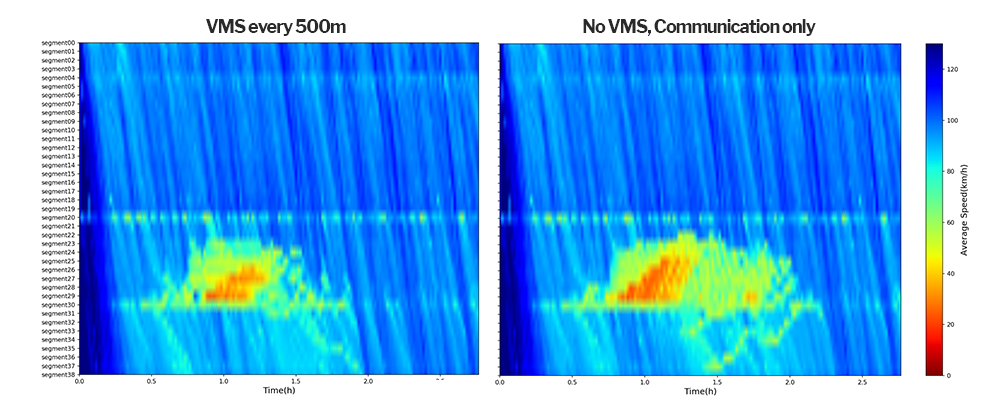 VMS every 500m
No VMS, Communication only
segment00
segment01
segment02
segment03
segment04
segment05
segment06
segment07
segment08
segment09
segment10
segment11
segment12
segment13
segment14
segment15
segment16
segment17
segment18
segment19
segment20
segment21
segment22
segment23
segment24
segment25
segment26
segment27
segment28
segment29
segment30
segment31
segment32
segment33
segment34
segment35
segment36
segment37
segment38
0.0 0.5 1.0 1.5 2.0
Time(h)
0.0 0.5 1.0 1.5 2.0 2.5
Time(h)
120
100
80
60
40
20
0
Average Speed(km/h)